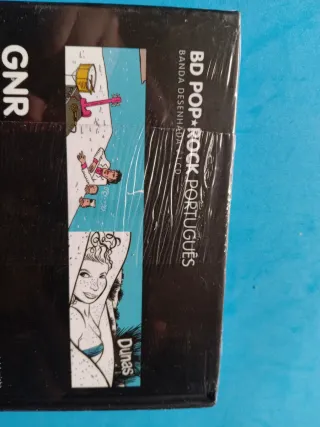 BD POP★ROCK PORTUGUÊS
BANDA DESENHADA + CD
Dunas
GNR